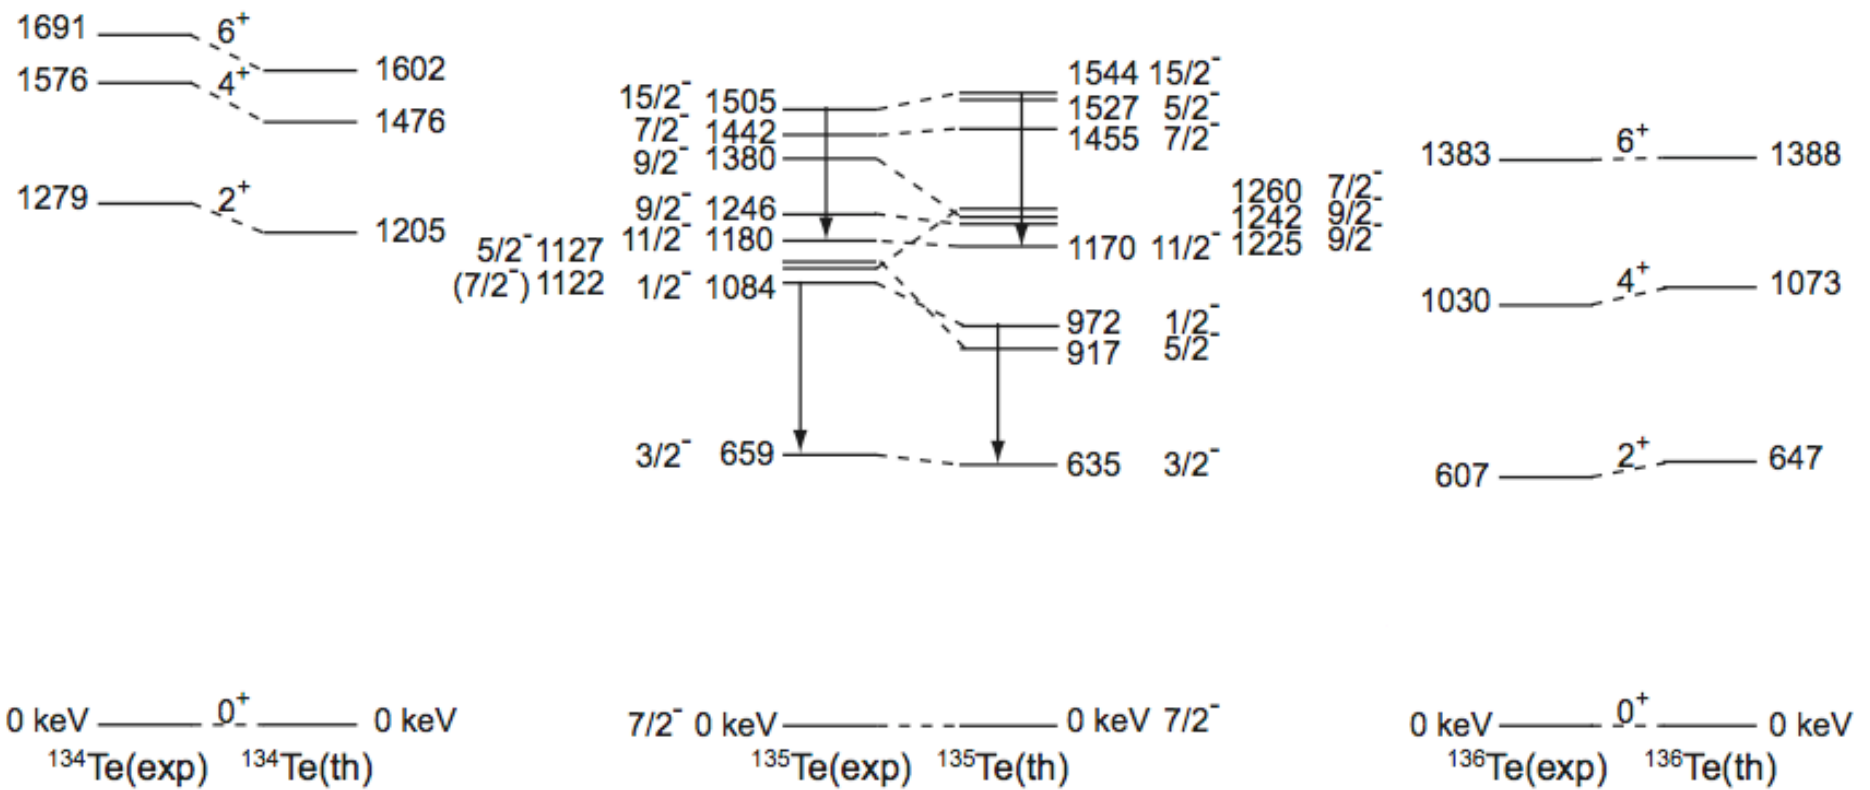 1691 6⁺ 1602
1576 4⁺ 1476
1279 2⁺ 1205
0 keV 0⁺ 0 keV
¹³⁴Te(exp) ¹³⁴Te(th)
15/2⁻ 1505
7/2⁻ 1442
9/2⁻ 1380
9/2⁻ 1246
11/2⁻ 1180
5/2⁻ 1127
(7/2⁻) 1122
1/2⁻ 1084
3/2⁻ 659
7/2⁻ 0 keV
¹³⁵Te(exp)
1544 15/2⁻
1527 5/2⁻
1455 7/2⁻
1260 7/2⁻
1242 9/2⁻
1225 9/2⁻
1170 11/2⁻
972 1/2⁻
917 5/2⁻
635 3/2⁻
0 keV 7/2⁻
¹³⁵Te(th)
1383 6⁺ 1388
1030 4⁺ 1073
607 2⁺ 647
0 keV 0⁺ 0 keV
¹³⁶Te(exp) ¹³⁶Te(th)